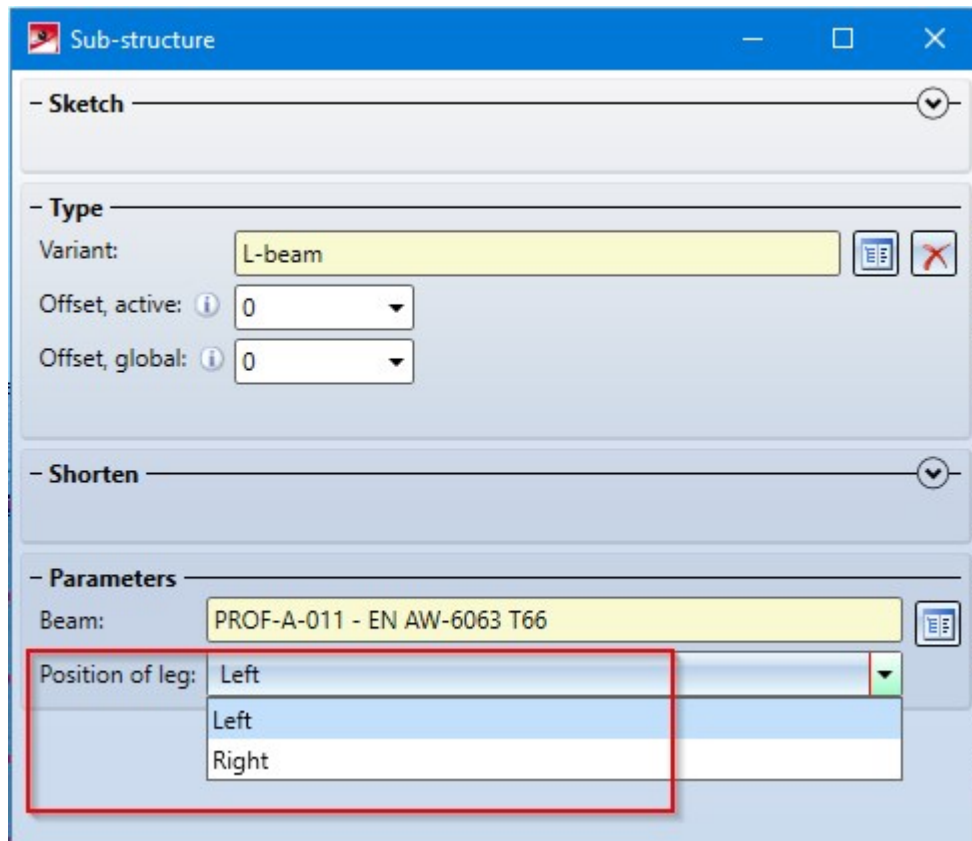 Sub-structure
Sketch
Type
Variant: L-beam
Offset, active: 0
Offset, global: 0
Shorten
Parameters
Beam: PROF-A-011 - EN AW-6063 T66
Position of leg: Left
Left
Right